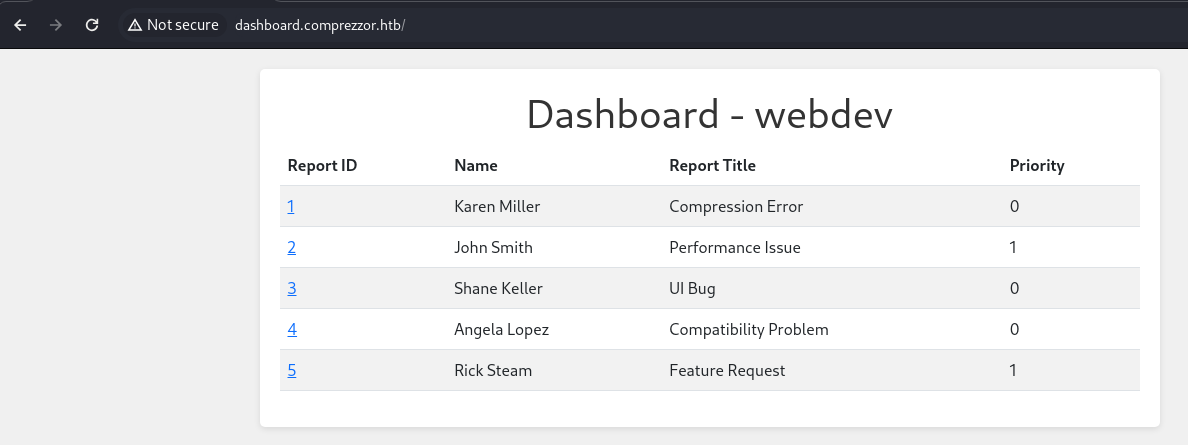 Not secure dashboard.comprezzor.htb/
Dashboard - webdev
Report ID Name Report Title Priority
1 Karen Miller Compression Error 0
2 John Smith Performance Issue 1
3 Shane Keller UI Bug 0
4 Angela Lopez Compatibility Problem 0
5 Rick Steam Feature Request 1